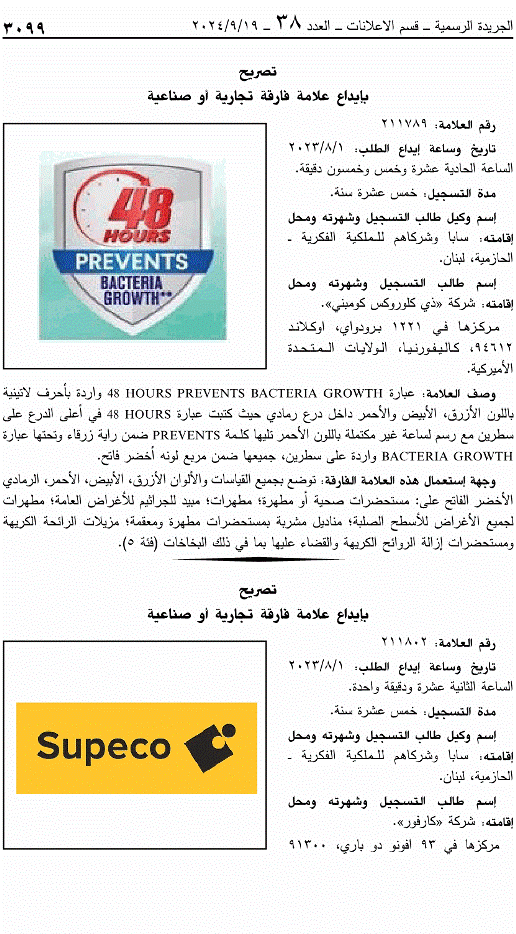 الجريدة الرسمية ــ قسم الاعلانات ــ العدد ٣٨ ــ ٢٠٢٤/٩/١٩
٣٠٩٩
تصريح
بإيداع علامة فارقة تجارية أو صناعية
رقم العلامة: ٢١١٧٨٩
تاريخ وساعة إيداع الطلب: ٢٠٢٣/٨/١
الساعة الحادية عشرة وخمس وخمسون دقيقة.
مدة التسجيل: خمس عشرة سنة.
إسم وكيل طالب التسجيل وشهرته ومحل
إقامته: سابا وشركاهم للملكية الفكرية ـ
الحازمية، لبنان.
إسم طالب التسجيل وشهرته ومحل
إقامته: شركة «ذي كلوروكس كومبني».
مركزها في ١٢٢١ برودواي، اوكلاند
٩٤٦١٢، كاليفورنيا، الولايات المتحدة
الأميركية.
48
HOURS
PREVENTS
BACTERIA
GROWTH**
وصف العلامة: عبارة 48 HOURS PREVENTS BACTERIA GROWTH واردة بأحرف لاتينية
باللون الأزرق، الأبيض والأحمر داخل درع رمادي حيث كتبت عبارة 48 HOURS في أعلى الدرع على
سطرين مع رسم لساعة غير مكتملة باللون الأحمر تليها كلمة PREVENTS ضمن راية زرقاء وتحتها عبارة
BACTERIA GROWTH واردة على سطرين، جميعها ضمن مربع لونه أخضر فاتح.
وجهة إستعمال هذه العلامة الفارقة: توضع بجميع القياسات والألوان الأزرق، الأبيض، الأحمر، الرمادي
الأخضر الفاتح على: مستحضرات صحية أو مطهرة؛ مطهرات؛ مبيد للجراثيم للأغراض العامة؛ مطهرات
لجميع الأغراض للأسطح الصلبة؛ مناديل مشربة بمستحضرات مطهرة ومعقمة؛ مزيلات الرائحة الكريهة
ومستحضرات إزالة الروائح الكريهة والقضاء عليها بما في ذلك البخاخات (فئة ٥).
تصريح
بإيداع علامة فارقة تجارية أو صناعية
رقم العلامة: ٢١١٨٠٢
تاريخ وساعة إيداع الطلب: ٢٠٢٣/٨/١
الساعة الثانية عشرة ودقيقة واحدة.
مدة التسجيل: خمس عشرة سنة.
إسم وكيل طالب التسجيل وشهرته ومحل
إقامته: سابا وشركاهم للملكية الفكرية ـ
الحازمية، لبنان.
إسم طالب التسجيل وشهرته ومحل
إقامته: شركة «كارفور».
مركزها في ٩٣ افونو دو باري، ٩١٣٠٠
Supeco